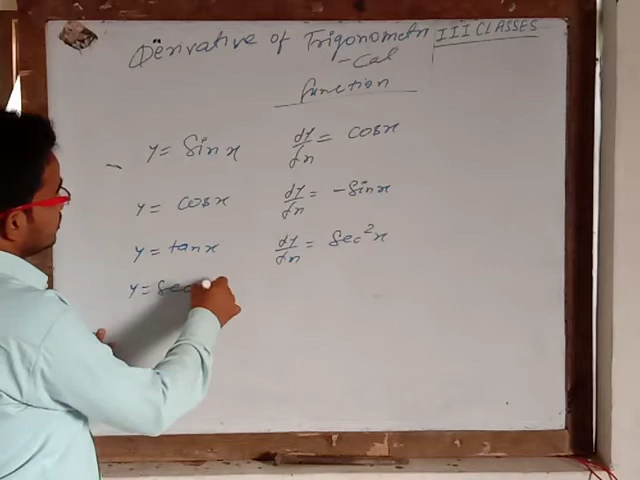 Derivative of Trigonometri III CLASSES
-Cal
function
y = Sin x dy/dx = cosx
y = cosx dy/dx = -Sinx
y = tanx dy/dx = Sec²x
y = Sec